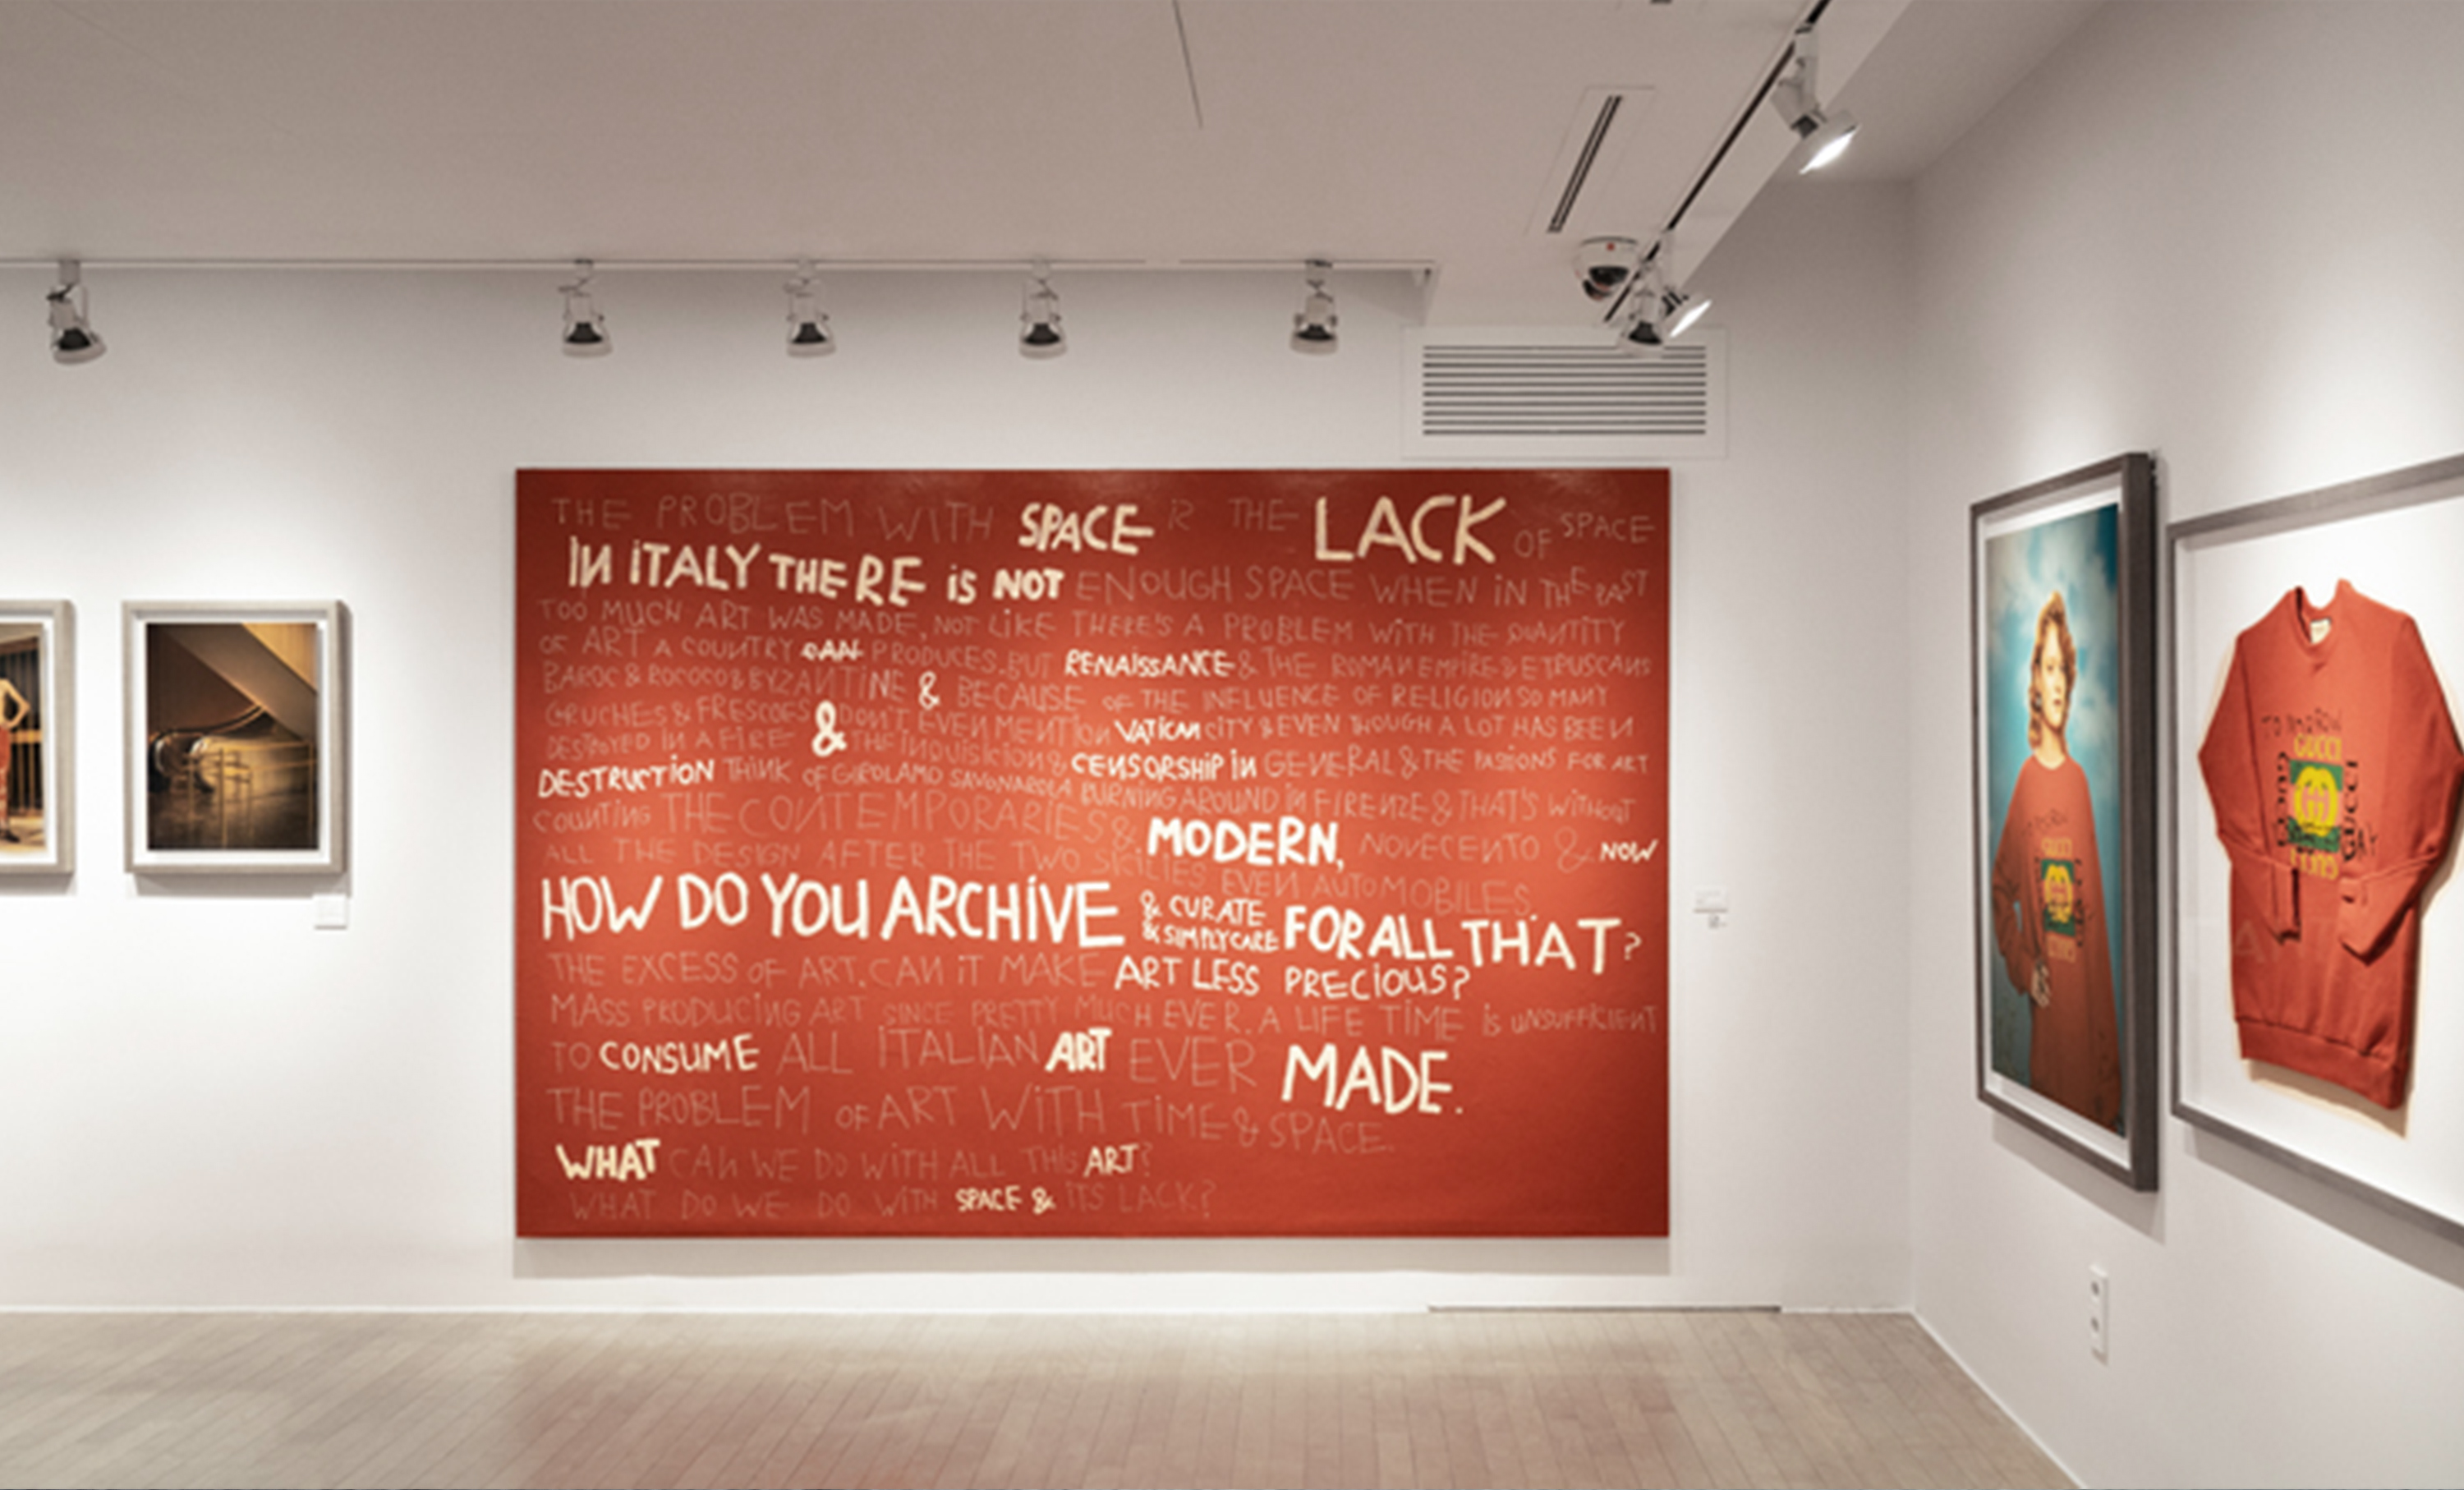 THE PROBLEM WITH SPACE IS THE LACK OF SPACE
IN ITALY THERE IS NOT ENOUGH SPACE WHEN IN THE PAST
TOO MUCH ART WAS MADE, NOT LIKE THERE'S A PROBLEM WITH THE QUANTITY
OF ART A COUNTRY CAN PRODUCES. BUT RENAISSANCE & THE ROMAN EMPIRE & ETRUSCANS
BAROC & ROCOCO & BYZANTINE & BECAUSE OF THE INFLUENCE OF RELIGION SO MANY
CRUCHES & FRESCOES & DON'T EVEN MENTION VATICAN CITY & EVEN THOUGH A LOT HAS BEEN
DESTROYED IN A FIRE & THE INQUISICION & CENSORSHIP IN GENERAL & THE PASIONS FOR ART
DESTRUCTION THINK OF GIROLAMO SAVONAROLA BURNING AROUND IN FIRENZE & THAT'S WITHOUT
COUNTING THE CONTEMPORARIES & MODERN, NOVECENTO & NOW
ALL THE DESIGN AFTER THE TWO SICILIES EVEN AUTOMOBILES.
HOW DO YOU ARCHIVE & CURATE & SIMPLY CARE FOR ALL THAT?
THE EXCESS OF ART. CAN IT MAKE ART LESS PRECIOUS?
MASS PRODUCING ART SINCE PRETTY MUCH EVER. A LIFE TIME IS UNSUFFRICIENT
TO CONSUME ALL ITALIAN ART EVER MADE.
THE PROBLEM OF ART WITH TIME & SPACE.
WHAT CAN WE DO WITH ALL THIS ART?
WHAT DO WE DO WITH SPACE & ITS LACK?
GUCCI
TOMORROW
GUCCI
GUCCI